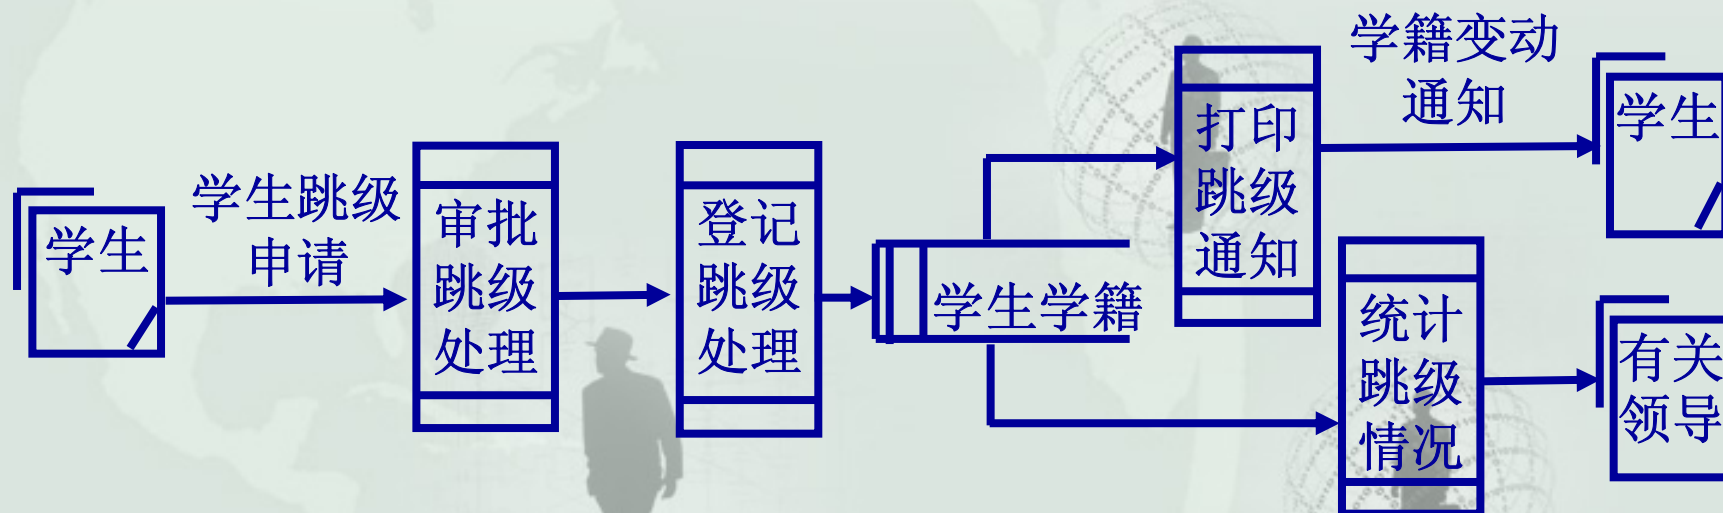 学生
学生跳级
申请
审批
跳级
处理
登记
跳级
处理
学生学籍
打印
跳级
通知
学籍变动
通知
学生
统计
跳级
情况
有关
领导